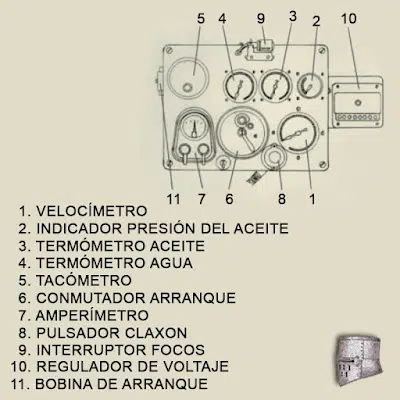 5 4 9 3 2 10
11 7 6 8 1
1. VELOCÍMETRO
2. INDICADOR PRESIÓN DEL ACEITE
3. TERMÓMETRO ACEITE
4. TERMÓMETRO AGUA
5. TACÓMETRO
6. CONMUTADOR ARRANQUE
7. AMPERÍMETRO
8. PULSADOR CLAXON
9. INTERRUPTOR FOCOS
10. REGULADOR DE VOLTAJE
11. BOBINA DE ARRANQUE